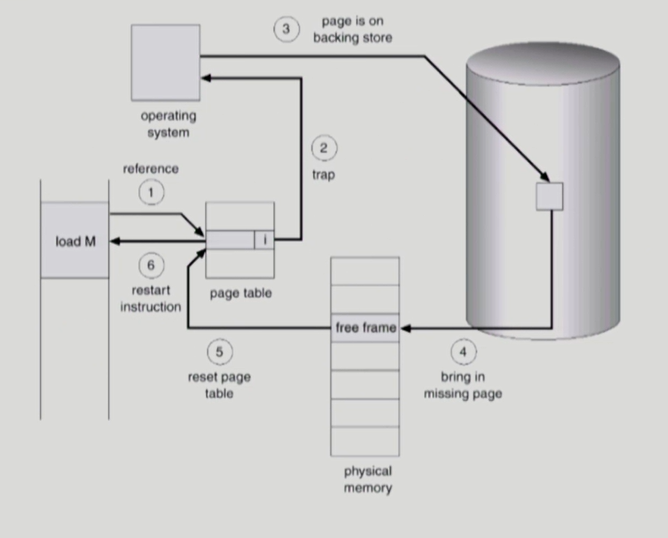 3
page is on
backing store
operating
system
2
trap
reference
1
load M
i
6
restart
instruction
page table
free frame
5
reset page
table
4
bring in
missing page
physical
memory